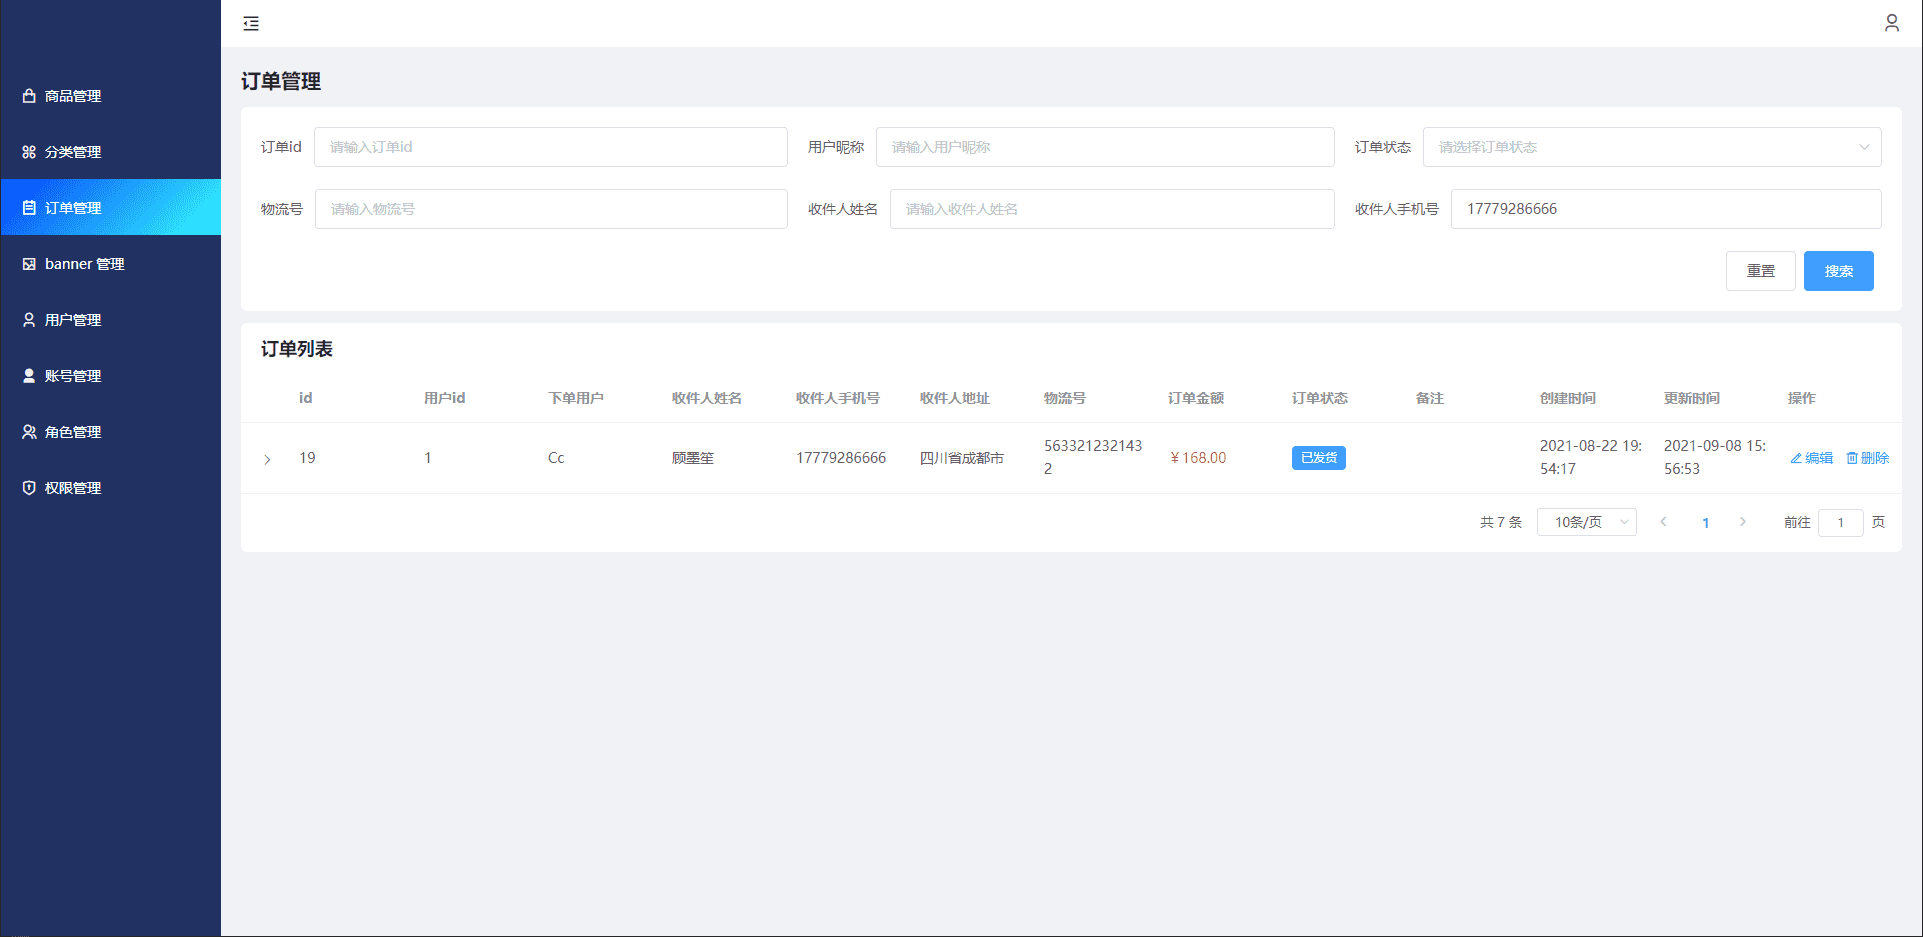 商品管理
分类管理
订单管理
banner 管理
用户管理
账号管理
角色管理
权限管理
订单管理
订单id 请输入订单id 用户昵称 请输入用户昵称 订单状态 请选择订单状态
物流号 请输入物流号 收件人姓名 请输入收件人姓名 收件人手机号 17779286666
重置 搜索
订单列表
id 用户id 下单用户 收件人姓名 收件人手机号 收件人地址 物流号 订单金额 订单状态 备注 创建时间 更新时间 操作
19 1 Cc 顾墨笙 17779286666 四川省成都市 563321232143 ￥168.00 已发货 2021-08-22 19: 2021-09-08 15: 编辑 删除
2 54:17 56:53
共 7 条 10条/页 1 前往 1 页